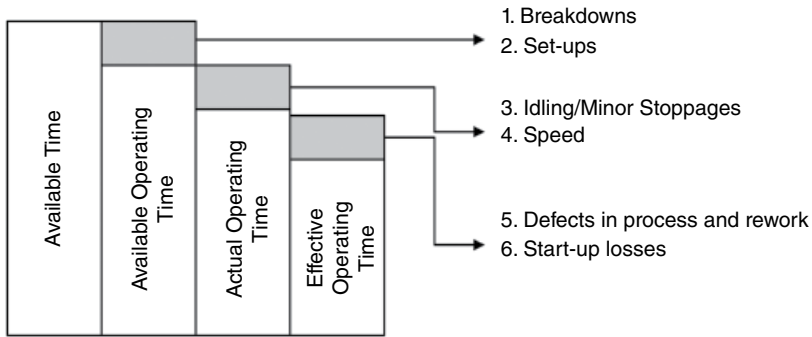 1. Breakdowns
2. Set-ups
3. Idling/Minor Stoppages
4. Speed
5. Defects in process and rework
6. Start-up losses
Available Time
Available Operating
Time
Actual Operating
Time
Effective
Operating
Time